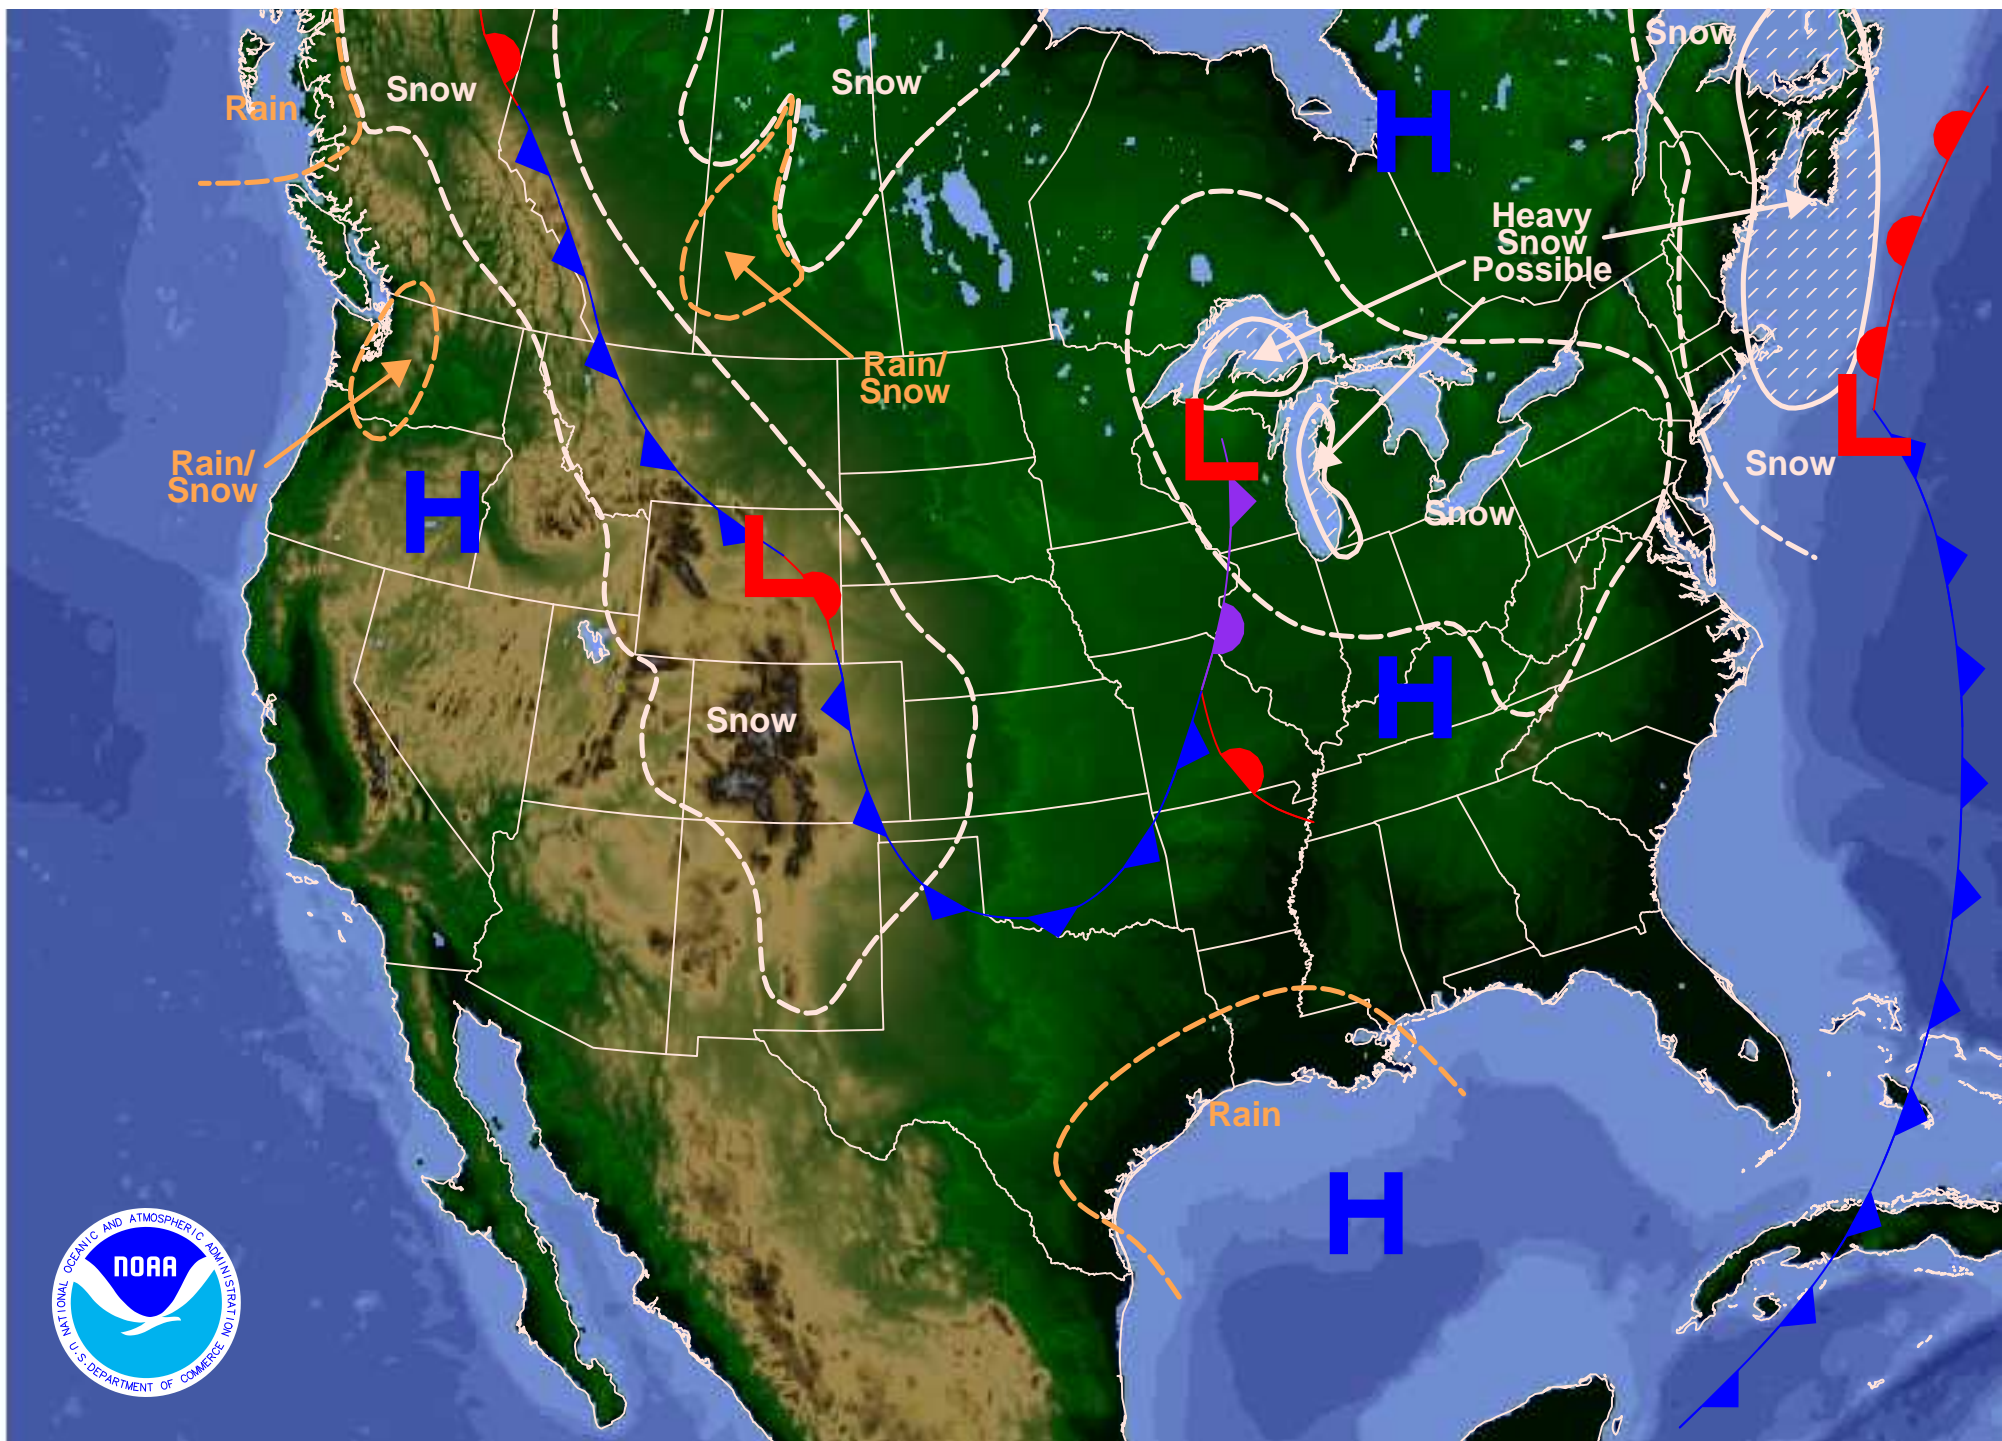 Snow
Snow
Snow
Rain
H
Heavy
Snow
Possible
Rain/
Snow
Rain/
Snow
L
L
Snow
Snow
H
L
H
Snow
Rain
H
NATIONAL OCEANIC AND ATMOSPHERIC ADMINISTRATION
NOAA
U.S. DEPARTMENT OF COMMERCE